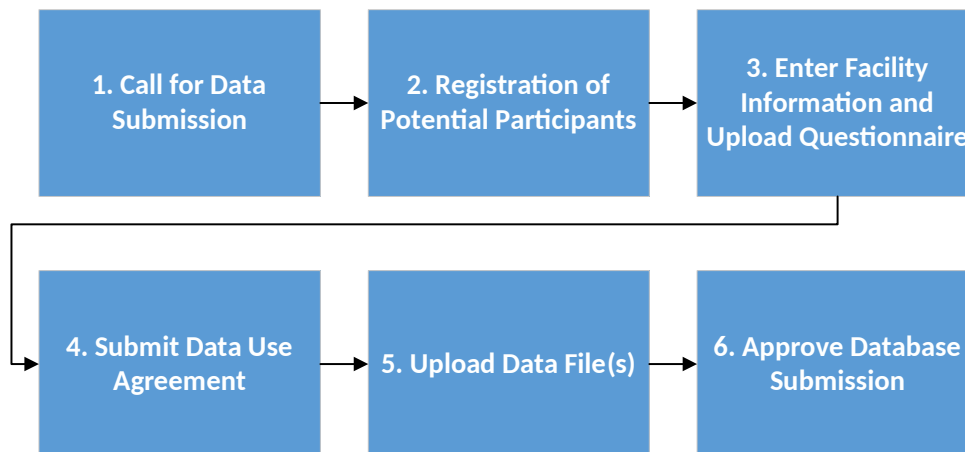 1. Call for Data
Submission
2. Registration of
Potential Participants
3. Enter Facility
Information and
Upload Questionnaire
4. Submit Data Use
Agreement
5. Upload Data File(s)
6. Approve Database
Submission